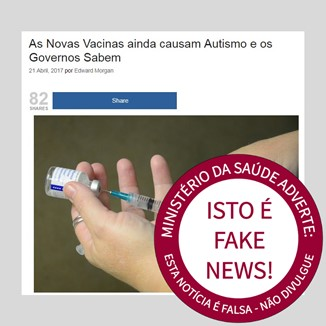 As Novas Vacinas ainda causam Autismo e os
Governos Sabem
21 Abril, 2017 por Edward Morgan
82
SHARES
Share
MINISTÉRIO DA SAÚDE ADVERTE:
ISTO É
FAKE
NEWS!
ESTA NOTÍCIA É FALSA - NÃO DIVULGUE